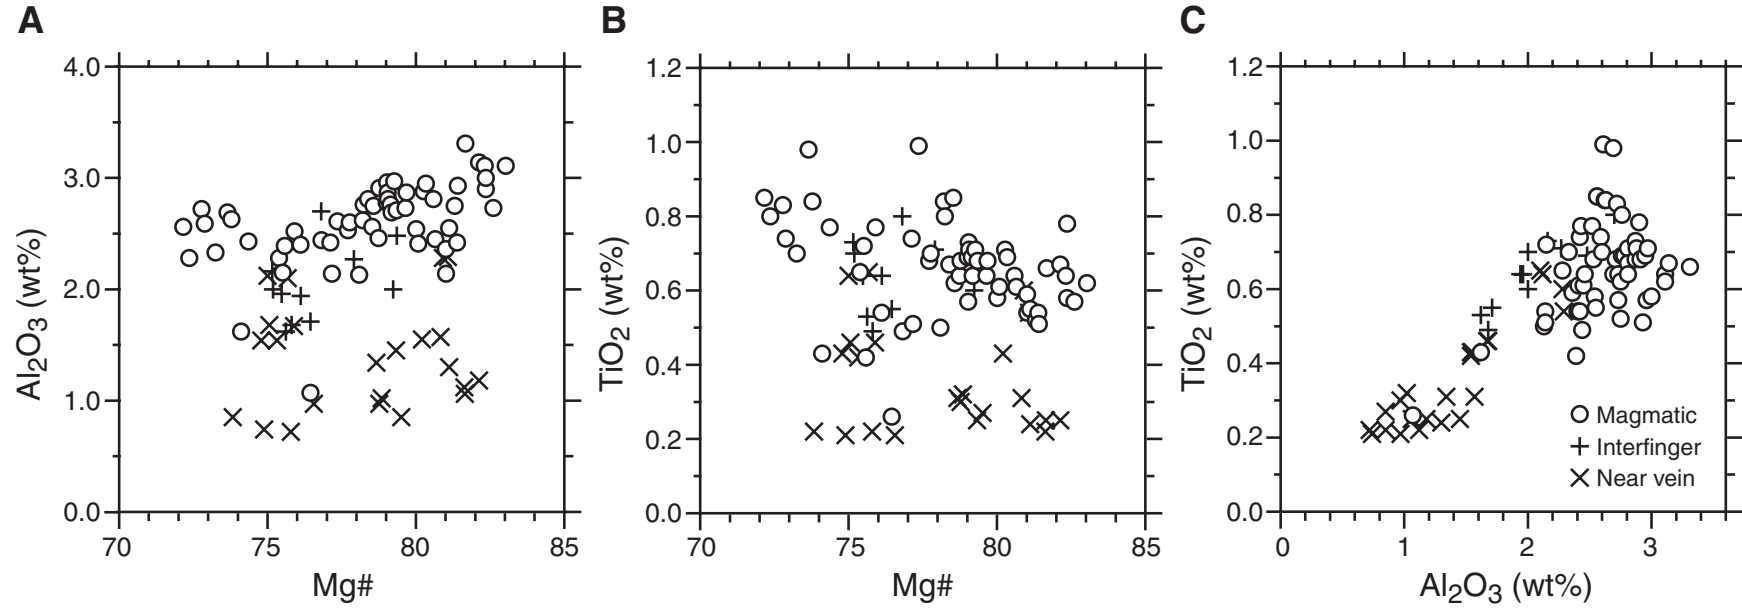 A
4.0
3.0
2.0
1.0
0.0
Al2O3 (wt%)
70
75
80
85
Mg#
B
1.2
1.0
0.8
0.6
0.4
0.2
0.0
TiO2 (wt%)
70
75
80
85
Mg#
C
1.2
1.0
0.8
0.6
0.4
0.2
0.0
TiO2 (wt%)
Magmatic
Interfinger
Near vein
0
1
2
3
Al2O3 (wt%)